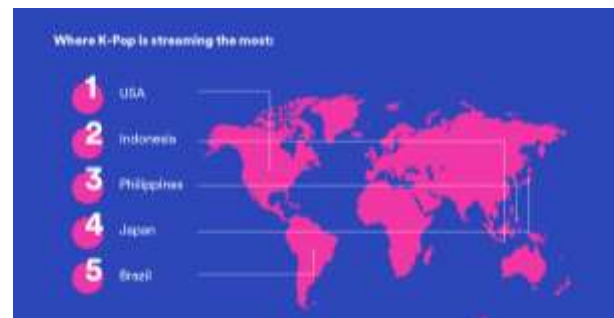 Where K-Pop is streaming the most:
1 USA
2 Indonesia
3 Philippines
4 Japan
5 Brazil